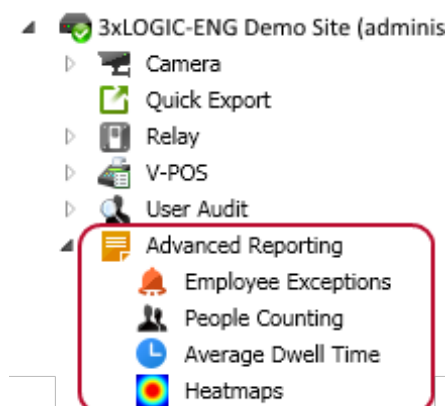 3xLOGIC-ENG Demo Site (adminis
Camera
Quick Export
Relay
V-POS
User Audit
Advanced Reporting
Employee Exceptions
People Counting
Average Dwell Time
Heatmaps